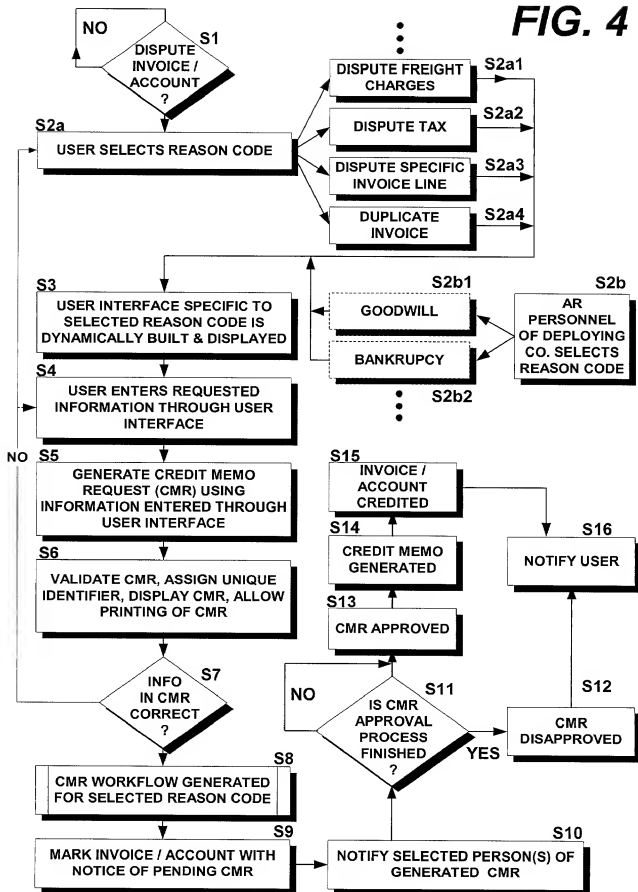 FIG. 4
NO
S1
DISPUTE
INVOICE /
ACCOUNT
?
S2a
USER SELECTS REASON CODE
DISPUTE FREIGHT
CHARGES
S2a1
DISPUTE TAX
S2a2
DISPUTE SPECIFIC
INVOICE LINE
S2a3
DUPLICATE
INVOICE
S2a4
S3
USER INTERFACE SPECIFIC TO
SELECTED REASON CODE IS
DYNAMICALLY BUILT & DISPLAYED
S2b1
GOODWILL
BANKRUPCY
S2b2
S2b
AR
PERSONNEL
OF DEPLOYING
CO. SELECTS
REASON CODE
S4
USER ENTERS REQUESTED
INFORMATION THROUGH USER
INTERFACE
NO
S5
GENERATE CREDIT MEMO
REQUEST (CMR) USING
INFORMATION ENTERED THROUGH
USER INTERFACE
S6
VALIDATE CMR, ASSIGN UNIQUE
IDENTIFIER, DISPLAY CMR, ALLOW
PRINTING OF CMR
S7
INFO
IN CMR
CORRECT
?
S8
CMR WORKFLOW GENERATED
FOR SELECTED REASON CODE
S9
MARK INVOICE / ACCOUNT WITH
NOTICE OF PENDING CMR
S10
NOTIFY SELECTED PERSON(S) OF
GENERATED CMR
NO
S11
IS CMR
APPROVAL
PROCESS
FINISHED
?
YES
S12
CMR
DISAPPROVED
S13
CMR APPROVED
S14
CREDIT MEMO
GENERATED
S15
INVOICE /
ACCOUNT
CREDITED
S16
NOTIFY USER